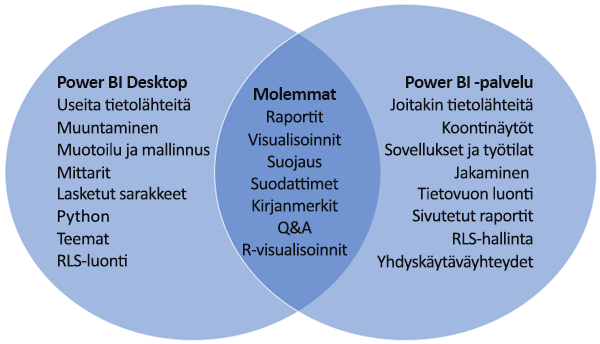 Power BI Desktop
Useita tietolähteitä
Muuntaminen
Muotoilu ja mallinnus
Mittarit
Lasketut sarakkeet
Python
Teemat
RLS-luonti
Molemmat
Raportit
Visualisoinnit
Suojaus
Suodattimet
Kirjanmerkit
Q&A
R-visualisoinnit
Power BI -palvelu
Joitakin tietolähteitä
Koontinäytöt
Sovellukset ja työtilat
Jakaminen
Tietovuon luonti
Sivutetut raportit
RLS-hallinta
Yhdyskäytäväyhteydet